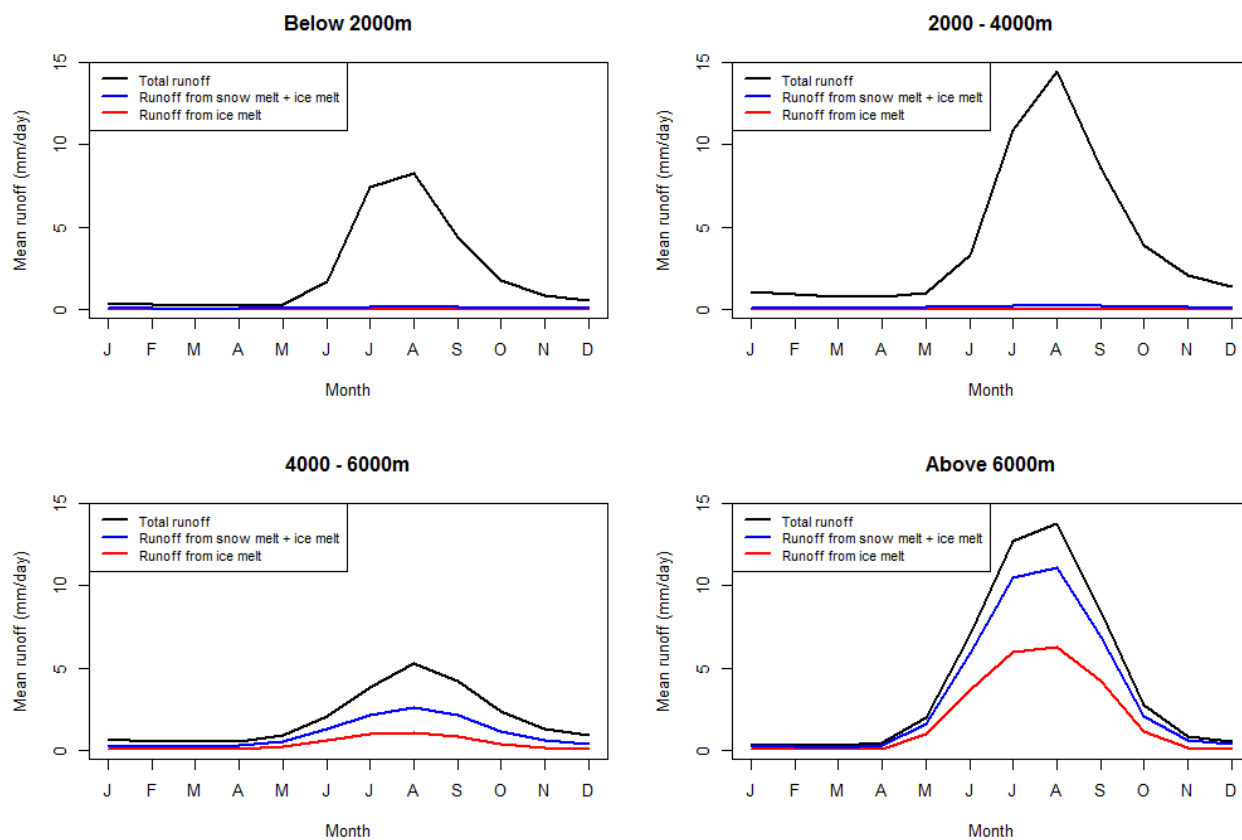 Below 2000m
15
10
5
0
Mean runoff (mm/day)
Total runoff
Runoff from snow melt + ice melt
Runoff from ice melt
J F M A M J J A S O N D
Month
2000 - 4000m
15
10
5
0
Mean runoff (mm/day)
Total runoff
Runoff from snow melt + ice melt
Runoff from ice melt
J F M A M J J A S O N D
Month
4000 - 6000m
15
10
5
0
Mean runoff (mm/day)
Total runoff
Runoff from snow melt + ice melt
Runoff from ice melt
J F M A M J J A S O N D
Month
Above 6000m
15
10
5
0
Mean runoff (mm/day)
Total runoff
Runoff from snow melt + ice melt
Runoff from ice melt
J F M A M J J A S O N D
Month